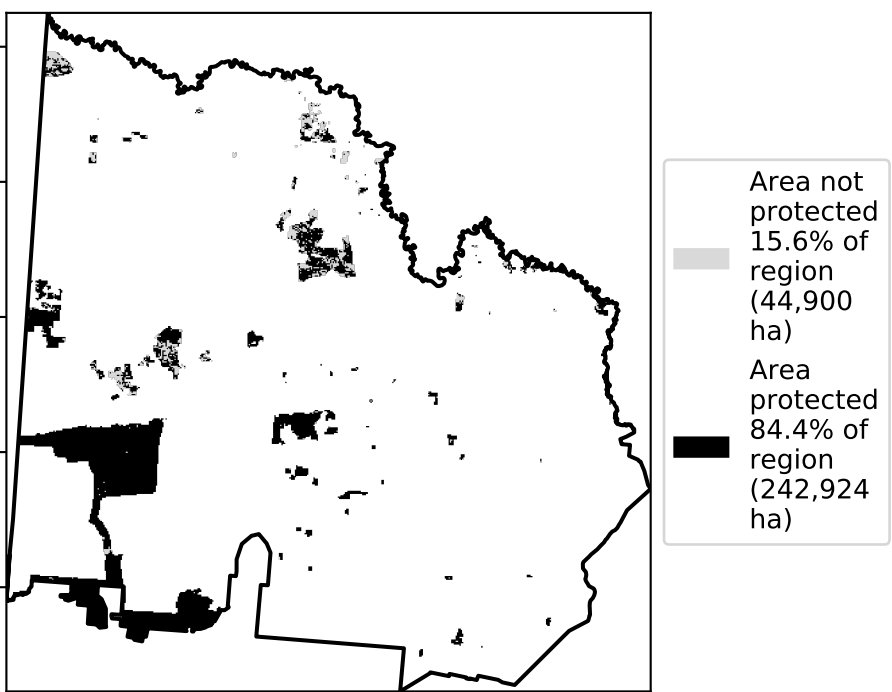 Area not
protected
15.6% of
region
(44,900
ha)
Area
protected
84.4% of
region
(242,924
ha)